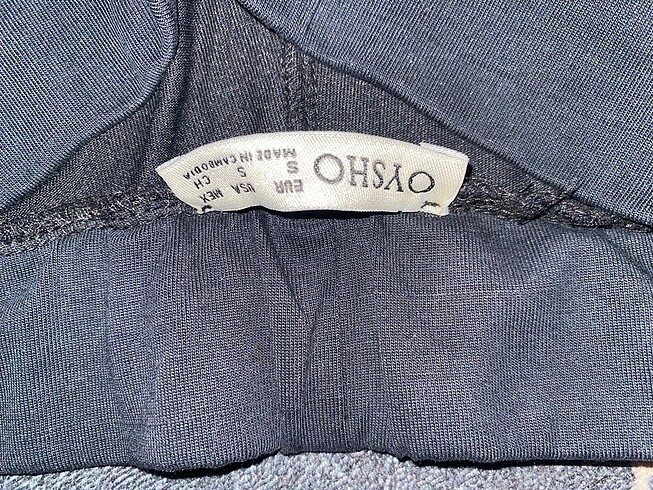 OYSHO
EUR USA MEX
S S CH
MADE IN CAMBODIA